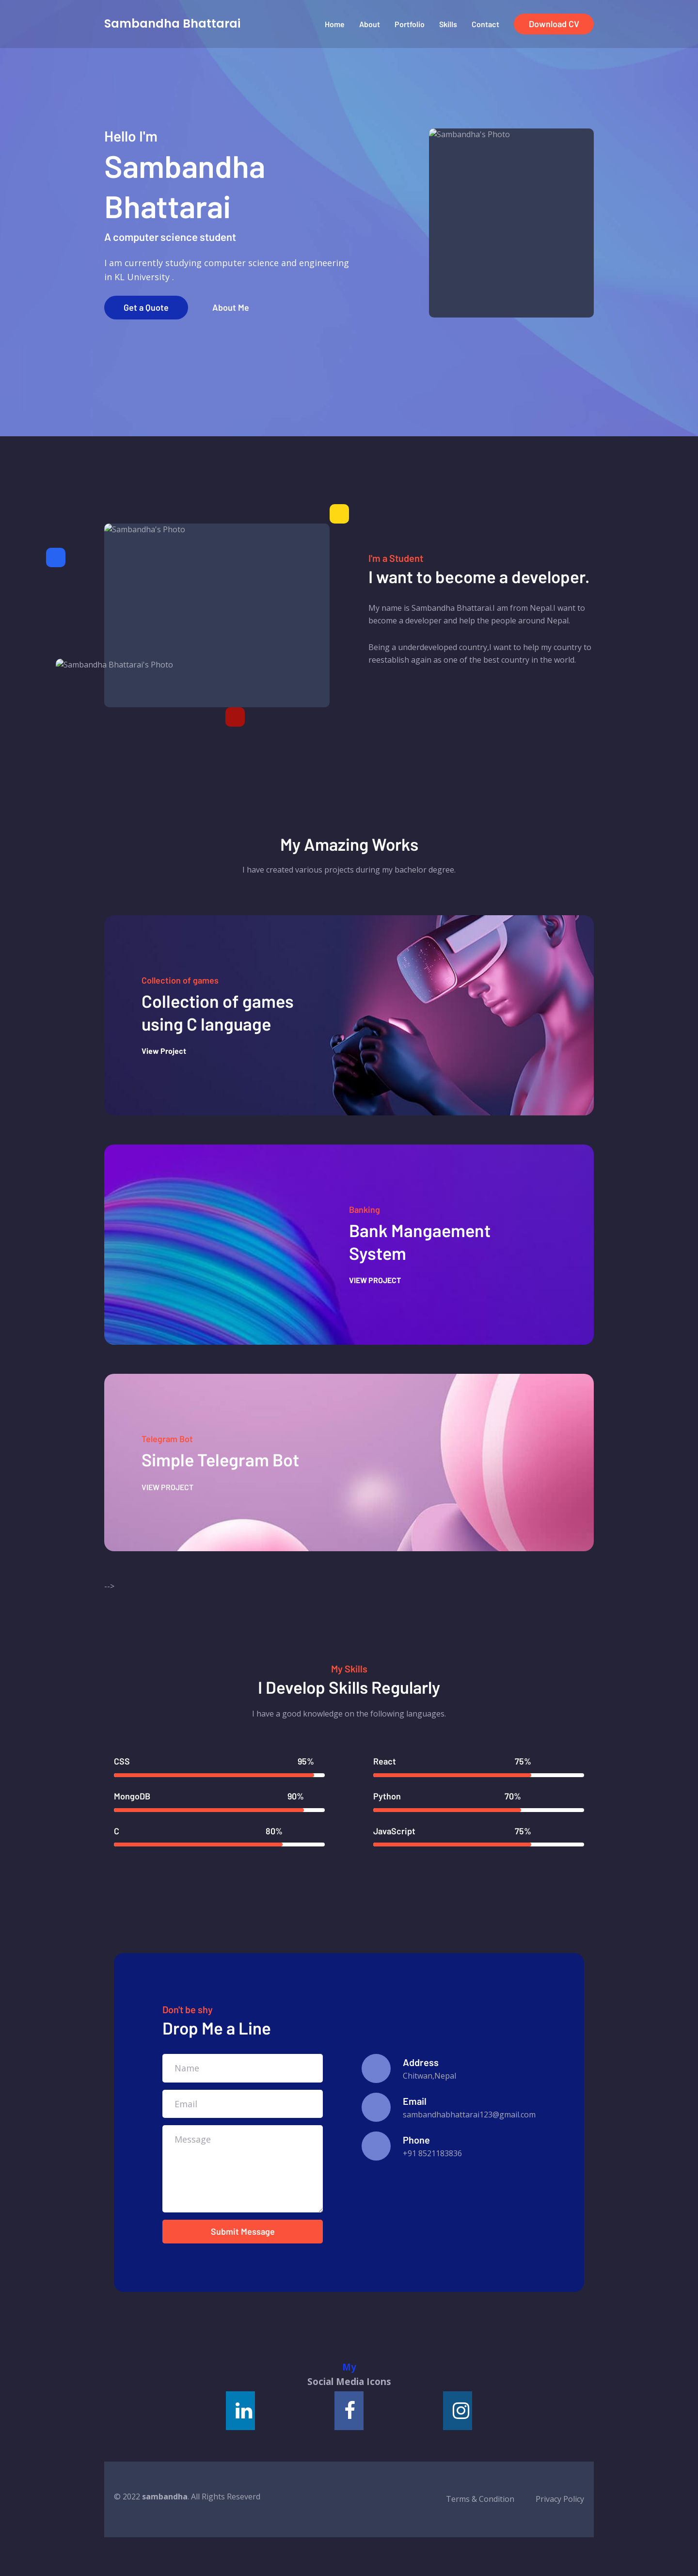 Sambandha Bhattarai
Home
About
Portfolio
Skills
Contact
Download CV
Hello I'm
Sambandha
Bhattarai
A computer science student
I am currently studying computer science and engineering
in KL University .
Get a Quote
About Me
Sambandha's Photo
Sambandha's Photo
Sambandha Bhattarai's Photo
I'm a Student
I want to become a developer.
My name is Sambandha Bhattarai.I am from Nepal.I want to
become a developer and help the people around Nepal.
Being a underdeveloped country,I want to help my country to
reestablish again as one of the best country in the world.
My Amazing Works
I have created various projects during my bachelor degree.
Collection of games
Collection of games
using C language
View Project
Banking
Bank Mangaement
System
VIEW PROJECT
Telegram Bot
Simple Telegram Bot
VIEW PROJECT
-->
My Skills
I Develop Skills Regularly
I have a good knowledge on the following languages.
CSS 95%
MongoDB 90%
C 80%
React 75%
Python 70%
JavaScript 75%
Don't be shy
Drop Me a Line
Name
Email
Message
Submit Message
Address
Chitwan,Nepal
Email
sambandhabhattarai123@gmail.com
Phone
+91 8521183836
My
Social Media Icons
© 2022 sambandha. All Rights Reseverd
Terms & Condition
Privacy Policy